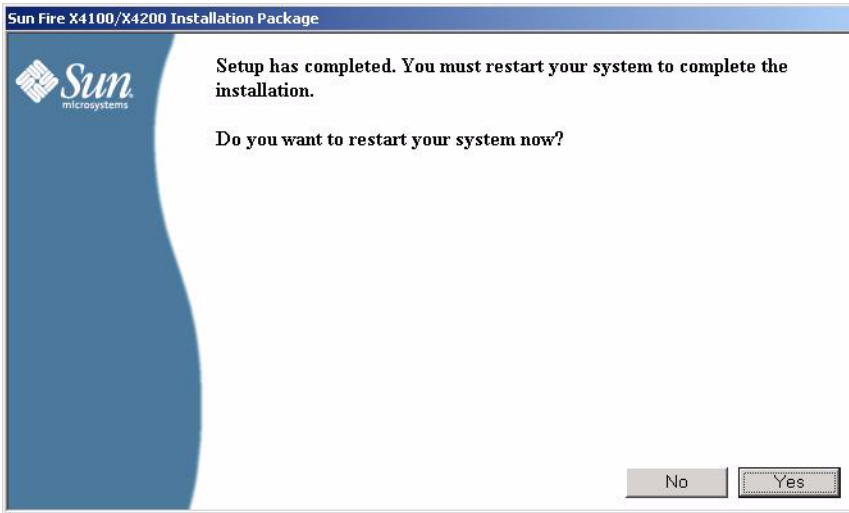 Sun Fire X4100/X4200 Installation Package
Sun
microsystems
Setup has completed. You must restart your system to complete the
installation.
Do you want to restart your system now?
No
Yes